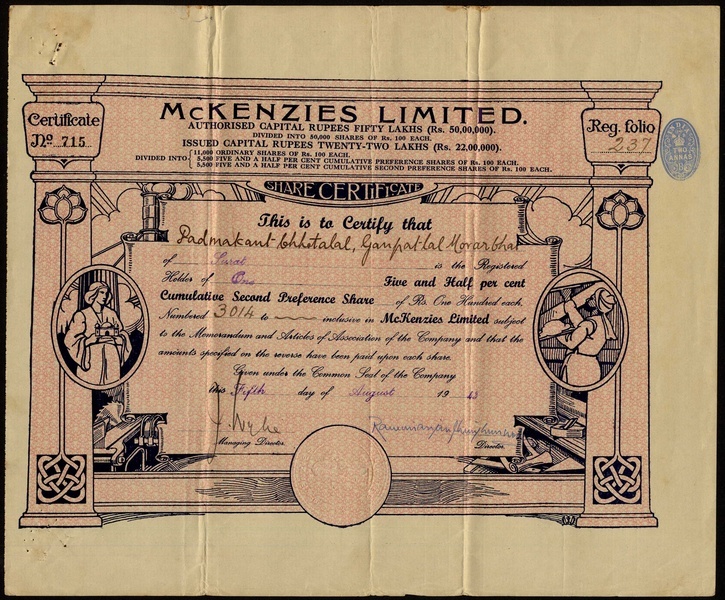 McKENZIES LIMITED.
AUTHORISED CAPITAL RUPEES FIFTY LAKHS (Rs. 50,00,000).
DIVIDED INTO 50,000 SHARES OF Rs. 100 EACH.
ISSUED CAPITAL RUPEES TWENTY-TWO LAKHS (Rs. 22,00,000).
DIVIDED INTO
11,000 ORDINARY SHARES OF Rs. 100 EACH.
5,500 FIVE AND A HALF PER CENT CUMULATIVE PREFERENCE SHARES OF Rs. 100 EACH.
5,500 FIVE AND A HALF PER CENT CUMULATIVE SECOND PREFERENCE SHARES OF Rs. 100 EACH.
Certificate
No. 715
Reg. folio
237
INDIA
TWO
ANNAS
SHARE CERTIFICATE
This is to Certify that
Padmakant Chhotalal, Ganpatlal Morarbhai
of Surat is the Registered
Holder of One Five and Half per cent
Cumulative Second Preference Share of Rs. One Hundred each,
Numbered 3014 to inclusive in McKenzies Limited subject
to the Memorandum and Articles of Association of the Company and that the
amounts specified on the reverse have been paid upon each share.
Given under the Common Seal of the Company
this Fifth day of August 1943
Managing Director.
Director.